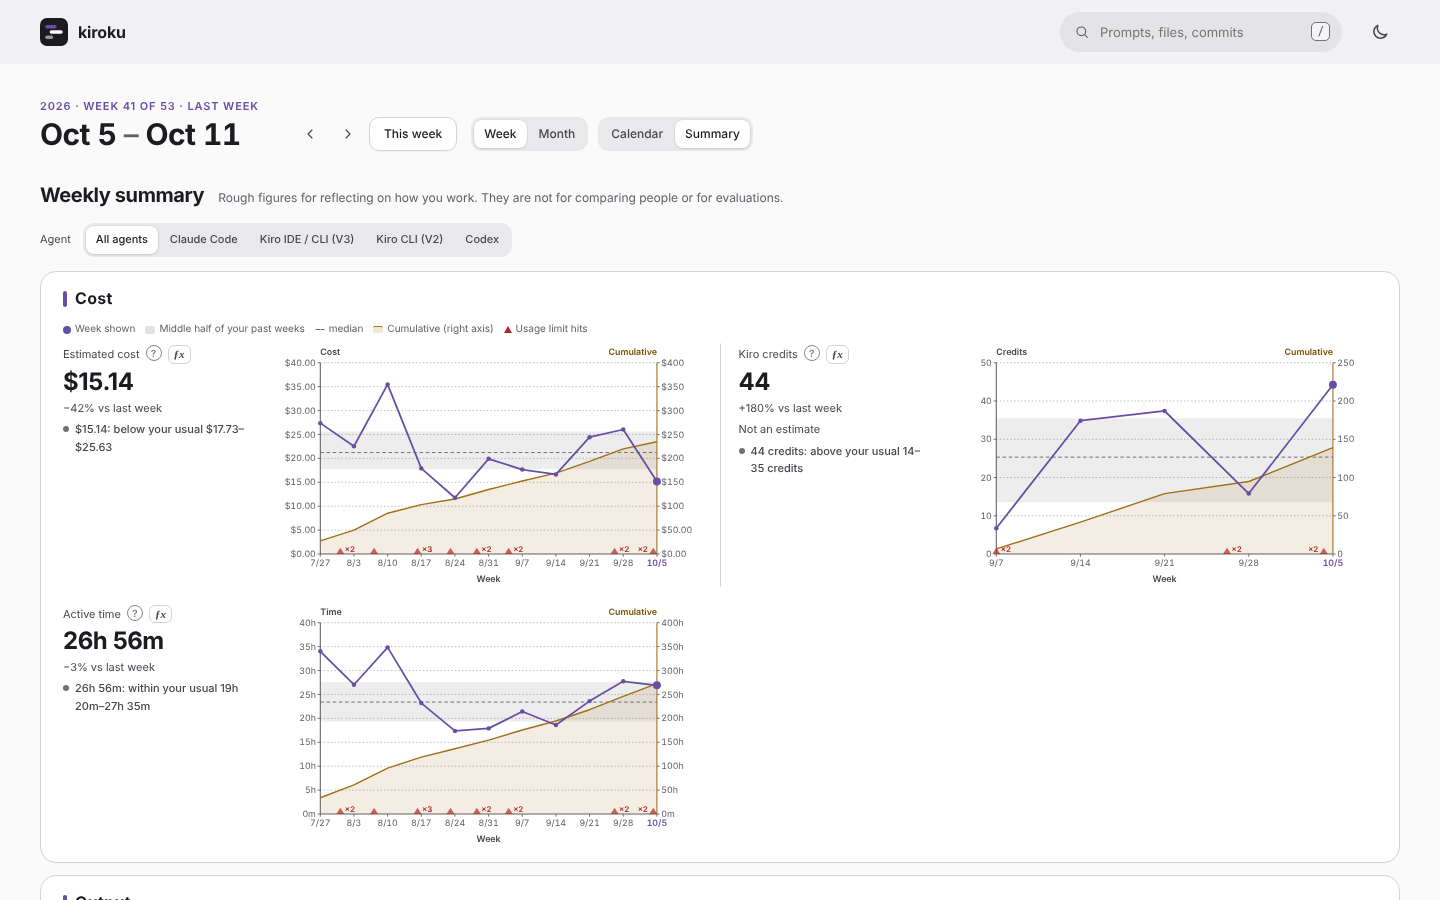 kiroku
Prompts, files, commits
/
2026 · WEEK 41 OF 53 · LAST WEEK
Oct 5 – Oct 11
This week
Week
Month
Calendar
Summary
Weekly summary
Rough figures for reflecting on how you work. They are not for comparing people or for evaluations.
Agent
All agents
Claude Code
Kiro IDE / CLI (V3)
Kiro CLI (V2)
Codex
Cost
Week shown
Middle half of your past weeks
median
Cumulative (right axis)
Usage limit hits
Estimated cost ? ƒx
$15.14
−42% vs last week
$15.14: below your usual $17.73–
$25.63
Cost
Cumulative
$40.00
$35.00
$30.00
$25.00
$20.00
$15.00
$10.00
$5.00
$0.00
$400
$350
$300
$250
$200
$150
$100
$50.00
$0.00
×2 ×3 ×2 ×2 ×2 ×2
7/27 8/3 8/10 8/17 8/24 8/31 9/7 9/14 9/21 9/28 10/5
Week
Kiro credits ? ƒx
44
+180% vs last week
Not an estimate
44 credits: above your usual 14–
35 credits
Credits
Cumulative
50
40
30
20
10
0
250
200
150
100
50
0
×2 ×2 ×2
9/7 9/14 9/21 9/28 10/5
Week
Active time ? ƒx
26h 56m
−3% vs last week
26h 56m: within your usual 19h
20m–27h 35m
Time
Cumulative
40h
35h
30h
25h
20h
15h
10h
5h
0m
400h
350h
300h
250h
200h
150h
100h
50h
0m
×2 ×3 ×2 ×2 ×2 ×2
7/27 8/3 8/10 8/17 8/24 8/31 9/7 9/14 9/21 9/28 10/5
Week